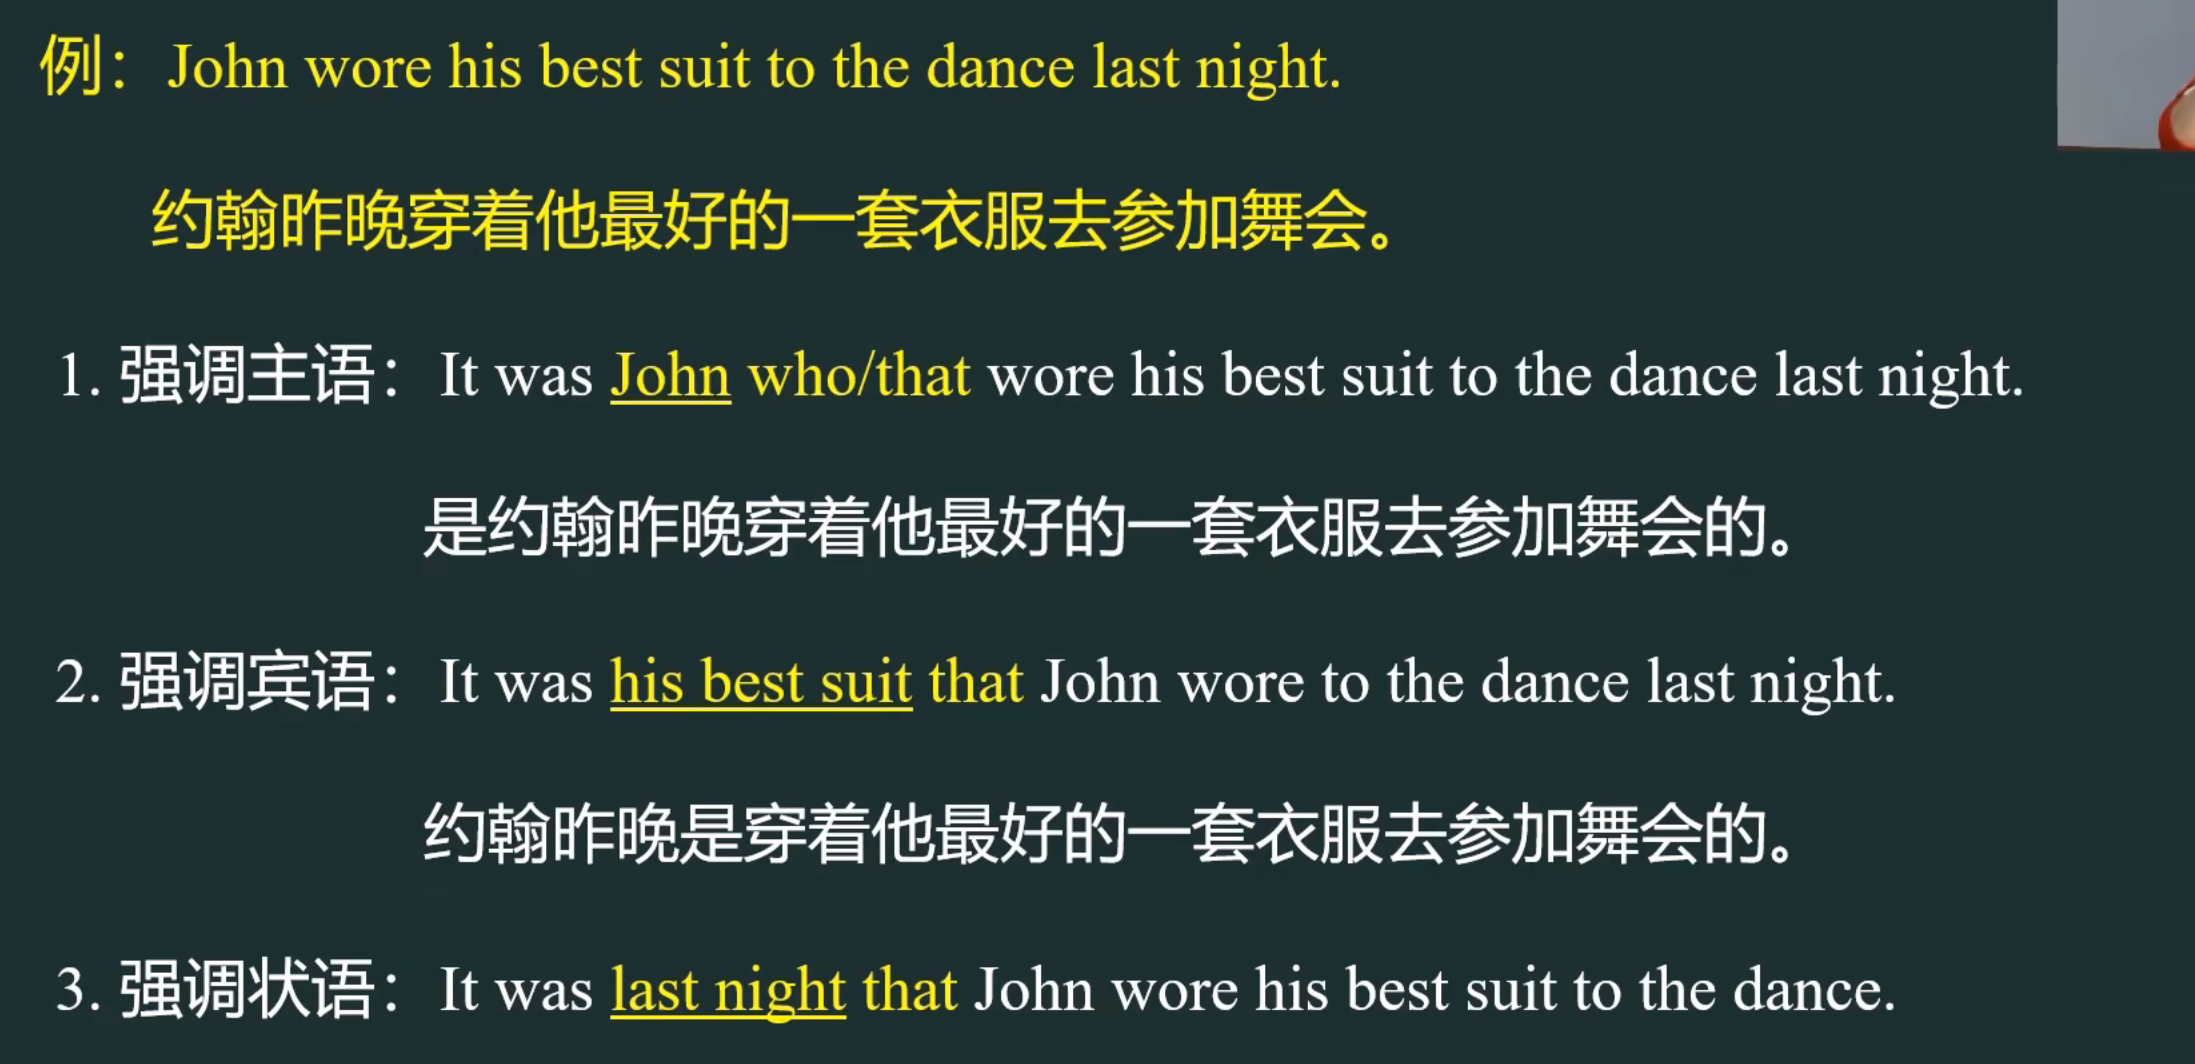 例：John wore his best suit to the dance last night.
约翰昨晚穿着他最好的一套衣服去参加舞会。
1. 强调主语：It was John who/that wore his best suit to the dance last night.
是约翰昨晚穿着他最好的一套衣服去参加舞会的。
2. 强调宾语：It was his best suit that John wore to the dance last night.
约翰昨晚是穿着他最好的一套衣服去参加舞会的。
3. 强调状语：It was last night that John wore his best suit to the dance.